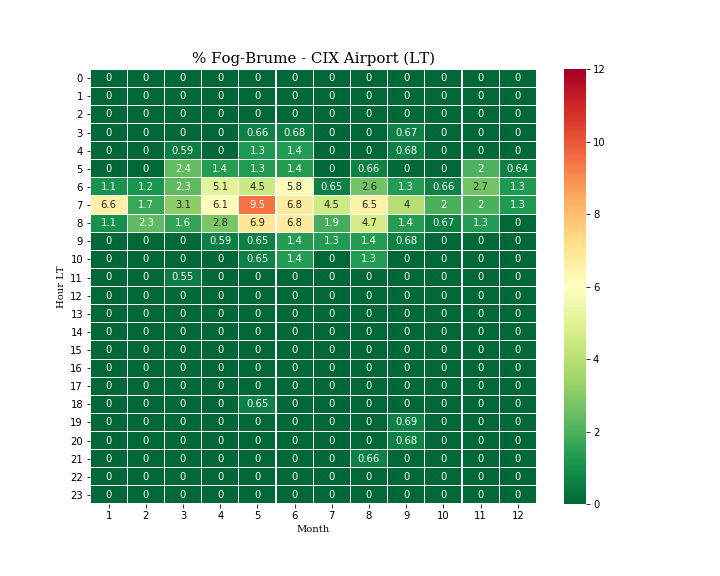 % Fog-Brume - CIX Airport (LT)
0 0 0 0 0 0 0 0 0 0 0 0 0
1 0 0 0 0 0 0 0 0 0 0 0 0
2 0 0 0 0 0 0 0 0 0 0 0 0
3 0 0 0 0 0.66 0.68 0 0 0.67 0 0 0
4 0 0 0.59 0 1.3 1.4 0 0 0.68 0 0 0
5 0 0 2.4 1.4 1.3 1.4 0 0.66 0 0 2 0.64
6 1.1 1.2 2.3 5.1 4.5 5.8 0.65 2.6 1.3 0.66 2.7 1.3
7 6.6 1.7 3.1 6.1 9.5 6.8 4.5 6.5 4 2 2 1.3
8 1.1 2.3 1.6 2.8 6.9 6.8 1.9 4.7 1.4 0.67 1.3 0
9 0 0 0 0.59 0.65 1.4 1.3 1.4 0.68 0 0 0
10 0 0 0 0 0.65 1.4 0 1.3 0 0 0 0
11 0 0 0.55 0 0 0 0 0 0 0 0 0
12 0 0 0 0 0 0 0 0 0 0 0 0
13 0 0 0 0 0 0 0 0 0 0 0 0
14 0 0 0 0 0 0 0 0 0 0 0 0
15 0 0 0 0 0 0 0 0 0 0 0 0
16 0 0 0 0 0 0 0 0 0 0 0 0
17 0 0 0 0 0 0 0 0 0 0 0 0
18 0 0 0 0 0.65 0 0 0 0 0 0 0
19 0 0 0 0 0 0 0 0 0.69 0 0 0
20 0 0 0 0 0 0 0 0 0.68 0 0 0
21 0 0 0 0 0 0 0 0.66 0 0 0 0
22 0 0 0 0 0 0 0 0 0 0 0 0
23 0 0 0 0 0 0 0 0 0 0 0 0
1 2 3 4 5 6 7 8 9 10 11 12
Month
Hour LT
12
10
8
6
4
2
0